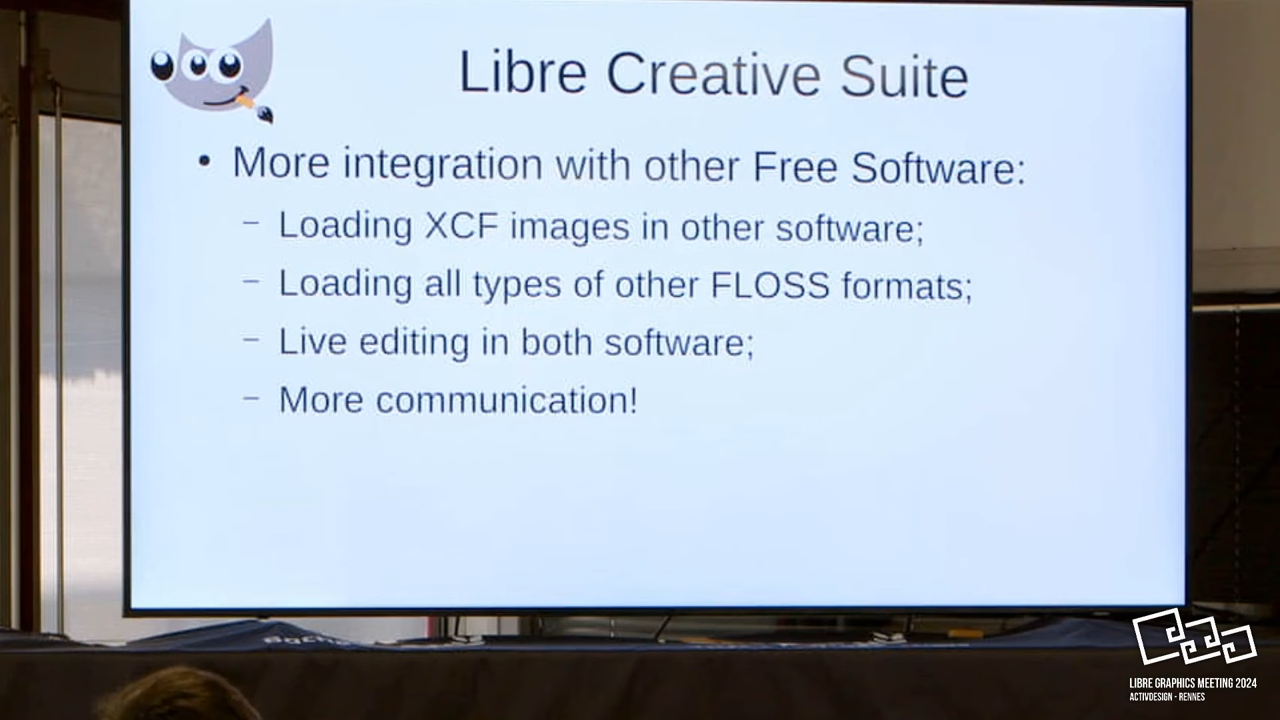 Libre Creative Suite
• More integration with other Free Software:
– Loading XCF images in other software;
– Loading all types of other FLOSS formats;
– Live editing in both software;
– More communication!
LIBRE GRAPHICS MEETING 2024
ACTIVDESIGN - RENNES